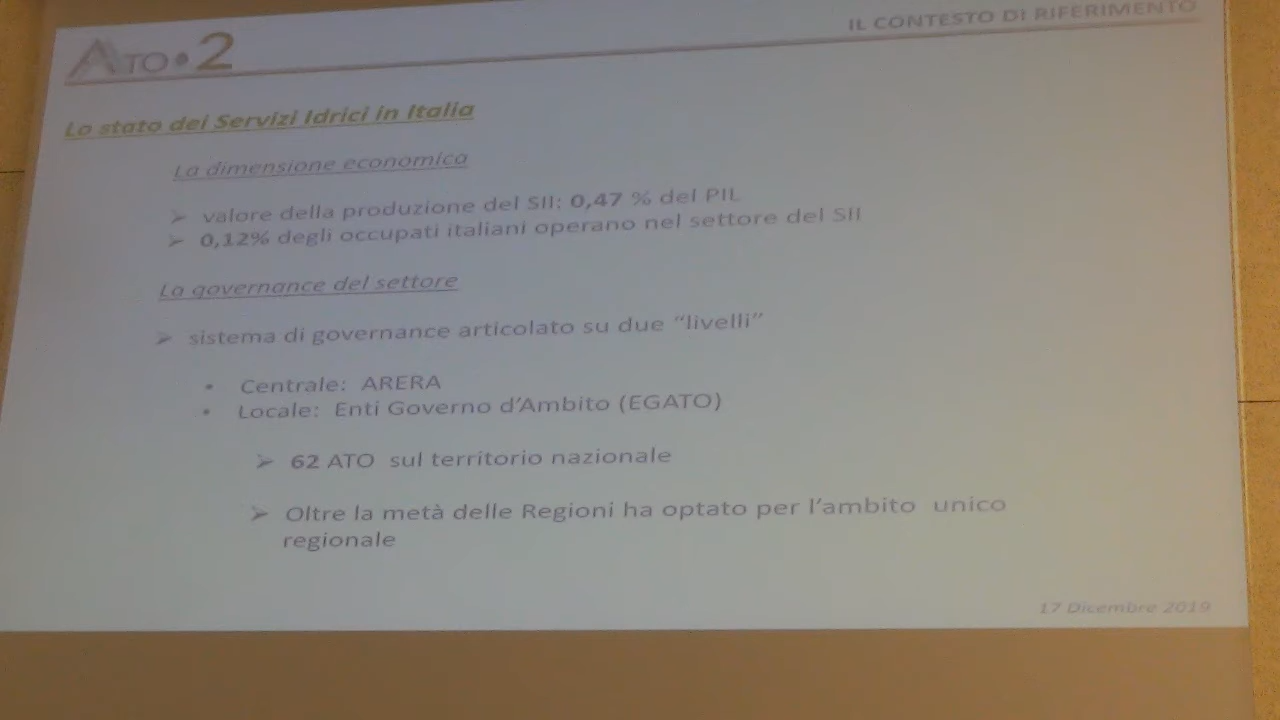 ATO•2
IL CONTESTO DI RIFERIMENTO
Lo stato dei Servizi Idrici in Italia
La dimensione economica
➢ valore della produzione del SII: 0,47 % del PIL
➢ 0,12% degli occupati italiani operano nel settore del SII
La governance del settore
➢ sistema di governance articolato su due “livelli”
• Centrale: ARERA
• Locale: Enti Governo d’Ambito (EGATO)
➢ 62 ATO sul territorio nazionale
➢ Oltre la metà delle Regioni ha optato per l’ambito unico
regionale
17 Dicembre 2019